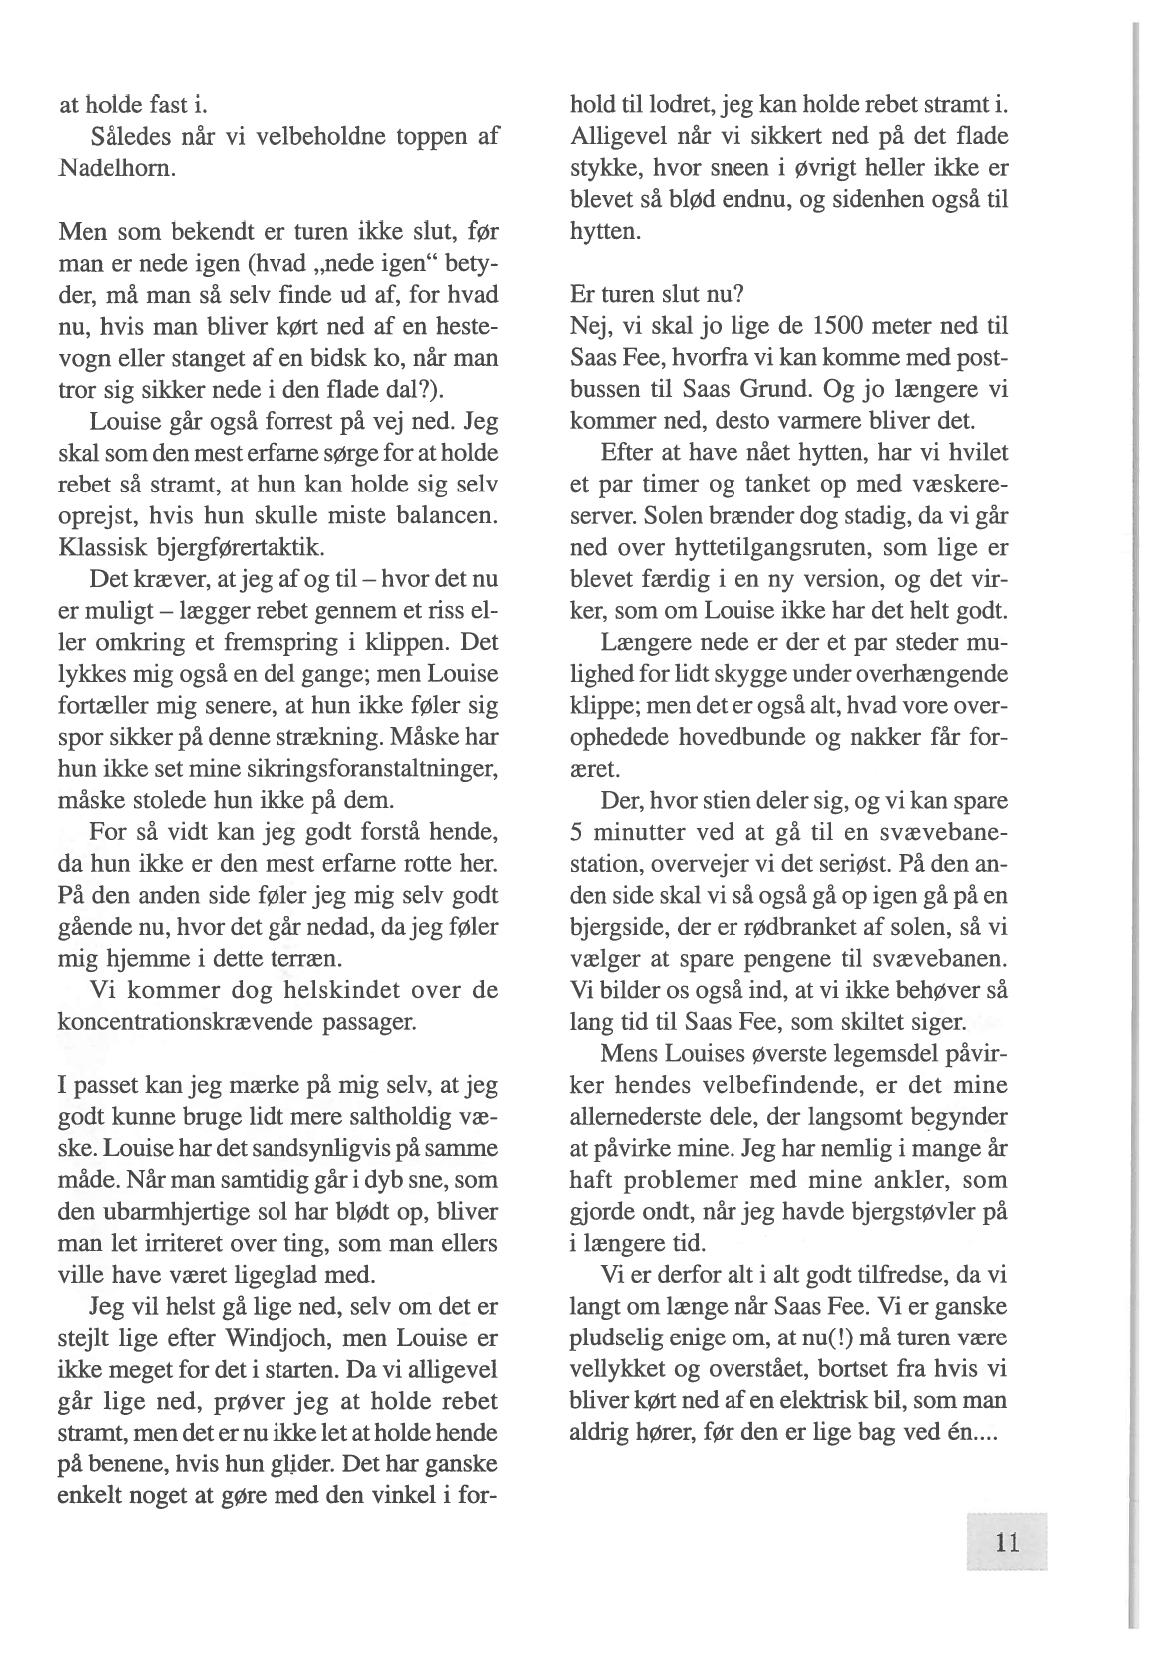 at holde fast i.
Således når vi velbeholdne toppen af
Nadelhorn.
Men som bekendt er turen ikke slut, før
man er nede igen (hvad „nede igen“ bety-
der, må man så selv finde ud af, for hvad
nu, hvis man bliver kørt ned af en heste-
vogn eller stanget af en bidsk ko, når man
tror sig sikker nede i den flade dal?).
Louise går også forrest på vej ned. Jeg
skal som den mest erfarne sørge for at holde
rebet så stramt, at hun kan holde sig selv
oprejst, hvis hun skulle miste balancen.
Klassisk bjergførertaktik.
Det kræver, at jeg af og til – hvor det nu
er muligt – lægger rebet gennem et riss el-
ler omkring et fremspring i klippen. Det
lykkes mig også en del gange; men Louise
fortæller mig senere, at hun ikke føler sig
spor sikker på denne strækning. Måske har
hun ikke set mine sikringsforanstaltninger,
måske stolede hun ikke på dem.
For så vidt kan jeg godt forstå hende,
da hun ikke er den mest erfarne rotte her.
På den anden side føler jeg mig selv godt
gående nu, hvor det går nedad, da jeg føler
mig hjemme i dette terræn.
Vi kommer dog helskindet over de
koncentrationskrævende passager.
I passet kan jeg mærke på mig selv, at jeg
godt kunne bruge lidt mere saltholdig væ-
ske. Louise har det sandsynligvis på samme
måde. Når man samtidig går i dyb sne, som
den ubarmhjertige sol har blødt op, bliver
man let irriteret over ting, som man ellers
ville have været ligeglad med.
Jeg vil helst gå lige ned, selv om det er
stejlt lige efter Windjoch, men Louise er
ikke meget for det i starten. Da vi alligevel
går lige ned, prøver jeg at holde rebet
stramt, men det er nu ikke let at holde hende
på benene, hvis hun glider. Det har ganske
enkelt noget at gøre med den vinkel i for-
hold til lodret, jeg kan holde rebet stramt i.
Alligevel når vi sikkert ned på det flade
stykke, hvor sneen i øvrigt heller ikke er
blevet så blød endnu, og sidenhen også til
hytten.
Er turen slut nu?
Nej, vi skal jo lige de 1500 meter ned til
Saas Fee, hvorfra vi kan komme med post-
bussen til Saas Grund. Og jo længere vi
kommer ned, desto varmere bliver det.
Efter at have nået hytten, har vi hvilet
et par timer og tanket op med væskere-
server. Solen brænder dog stadig, da vi går
ned over hyttetilgangsruten, som lige er
blevet færdig i en ny version, og det vir-
ker, som om Louise ikke har det helt godt.
Længere nede er der et par steder mu-
lighed for lidt skygge under overhængende
klippe; men det er også alt, hvad vore over-
ophedede hovedbunde og nakker får for-
æret.
Der, hvor stien deler sig, og vi kan spare
5 minutter ved at gå til en svævebane-
station, overvejer vi det seriøst. På den an-
den side skal vi så også gå op igen gå på en
bjergside, der er rødbranket af solen, så vi
vælger at spare pengene til svævebanen.
Vi bilder os også ind, at vi ikke behøver så
lang tid til Saas Fee, som skiltet siger.
Mens Louises øverste legemsdel påvir-
ker hendes velbefindende, er det mine
allernederste dele, der langsomt begynder
at påvirke mine. Jeg har nemlig i mange år
haft problemer med mine ankler, som
gjorde ondt, når jeg havde bjergstøvler på
i længere tid.
Vi er derfor alt i alt godt tilfredse, da vi
langt om længe når Saas Fee. Vi er ganske
pludselig enige om, at nu(!) må turen være
vellykket og overstået, bortset fra hvis vi
bliver kørt ned af en elektrisk bil, som man
aldrig hører, før den er lige bag ved én....
11